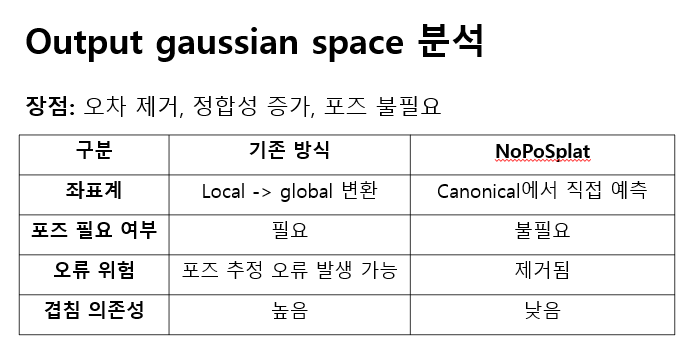 Output gaussian space 분석
장점: 오차 제거, 정합성 증가, 포즈 불필요
구분 기존 방식 NoPoSplat
좌표계 Local -> global 변환 Canonical에서 직접 예측
포즈 필요 여부 필요 불필요
오류 위험 포즈 추정 오류 발생 가능 제거됨
겹침 의존성 높음 낮음